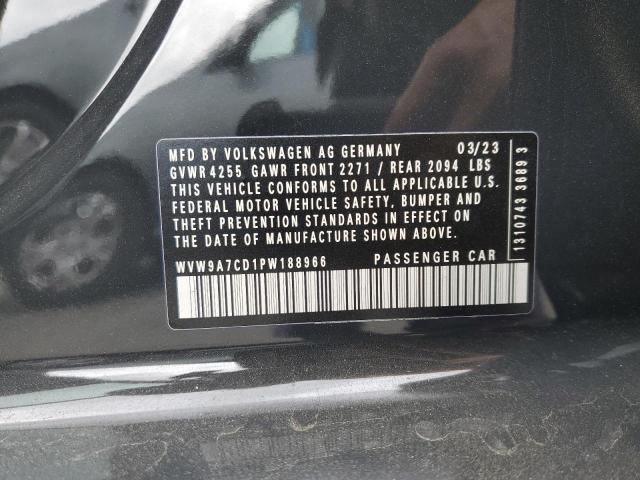 MFD BY VOLKSWAGEN AG GERMANY 03/23
GVWR 4255 GAWR FRONT 2271 / REAR 2094 LBS
THIS VEHICLE CONFORMS TO ALL APPLICABLE U.S.
FEDERAL MOTOR VEHICLE SAFETY, BUMPER AND
THEFT PREVENTION STANDARDS IN EFFECT ON
DATE OF MANUFACTURE SHOWN ABOVE.
WVW9A7CD1PW188966 PASSENGER CAR
1310743 3689 3